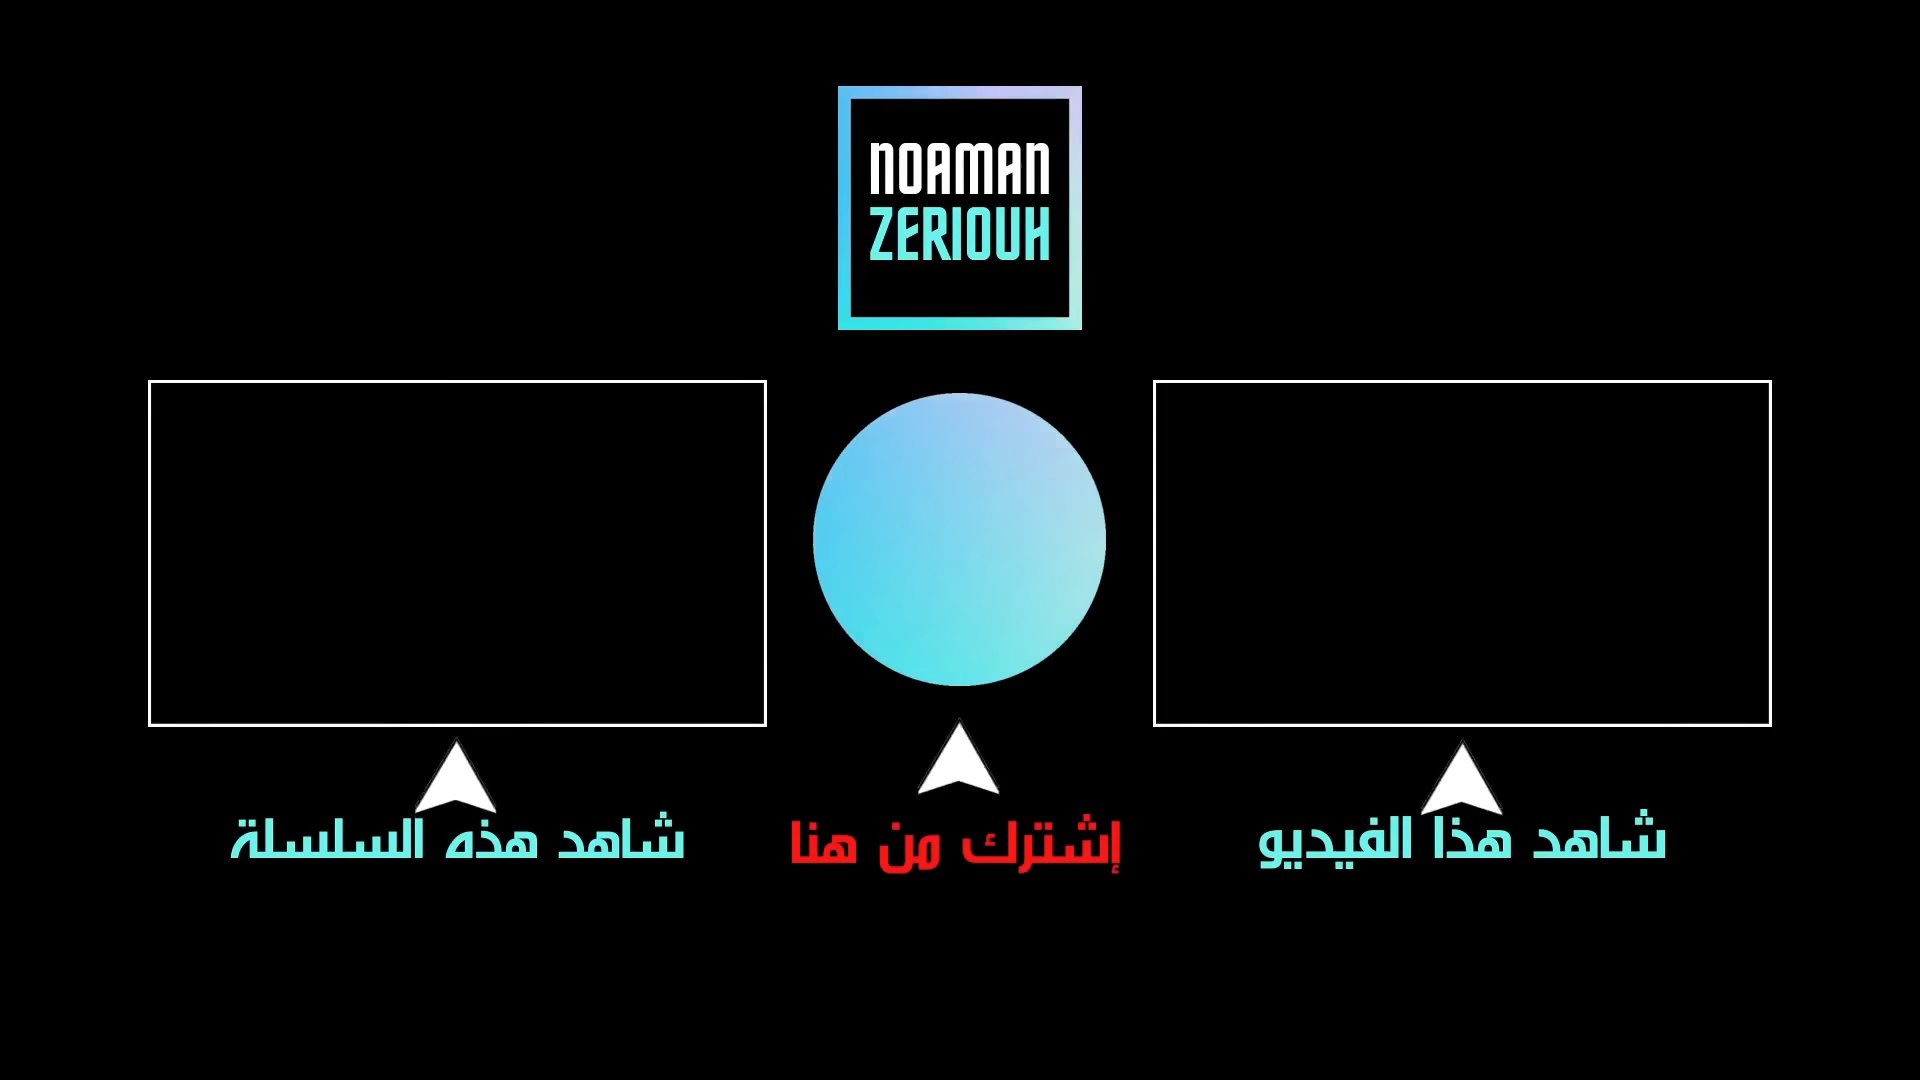 NOAMAN
ZERIOUH
شاهد هذا الفيديو
إشترك من هنا
شاهد هذه السلسلة